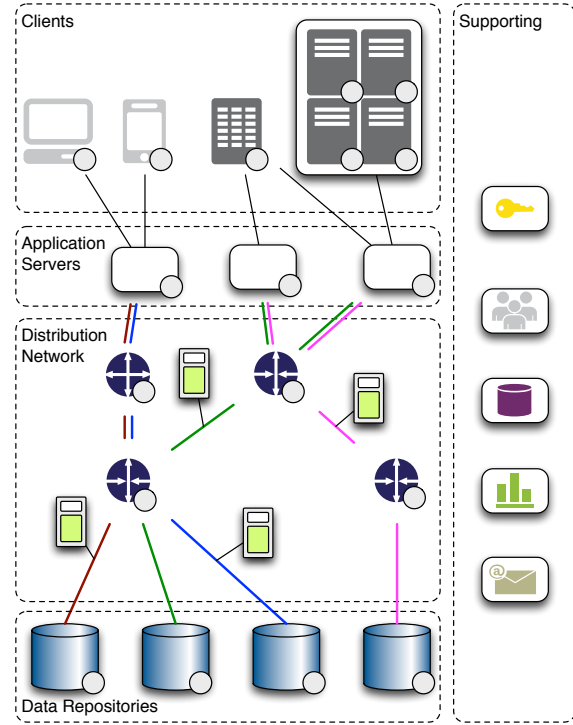 Clients
Supporting
Application
Servers
Distribution
Network
@
Data Repositories